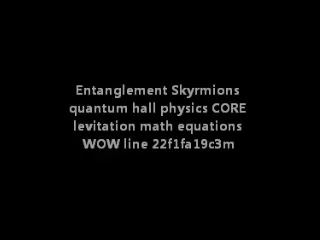 Entanglement Skyrmions
quantum hall physics CORE
levitation math equations
WOW line 22f1fa19c3m